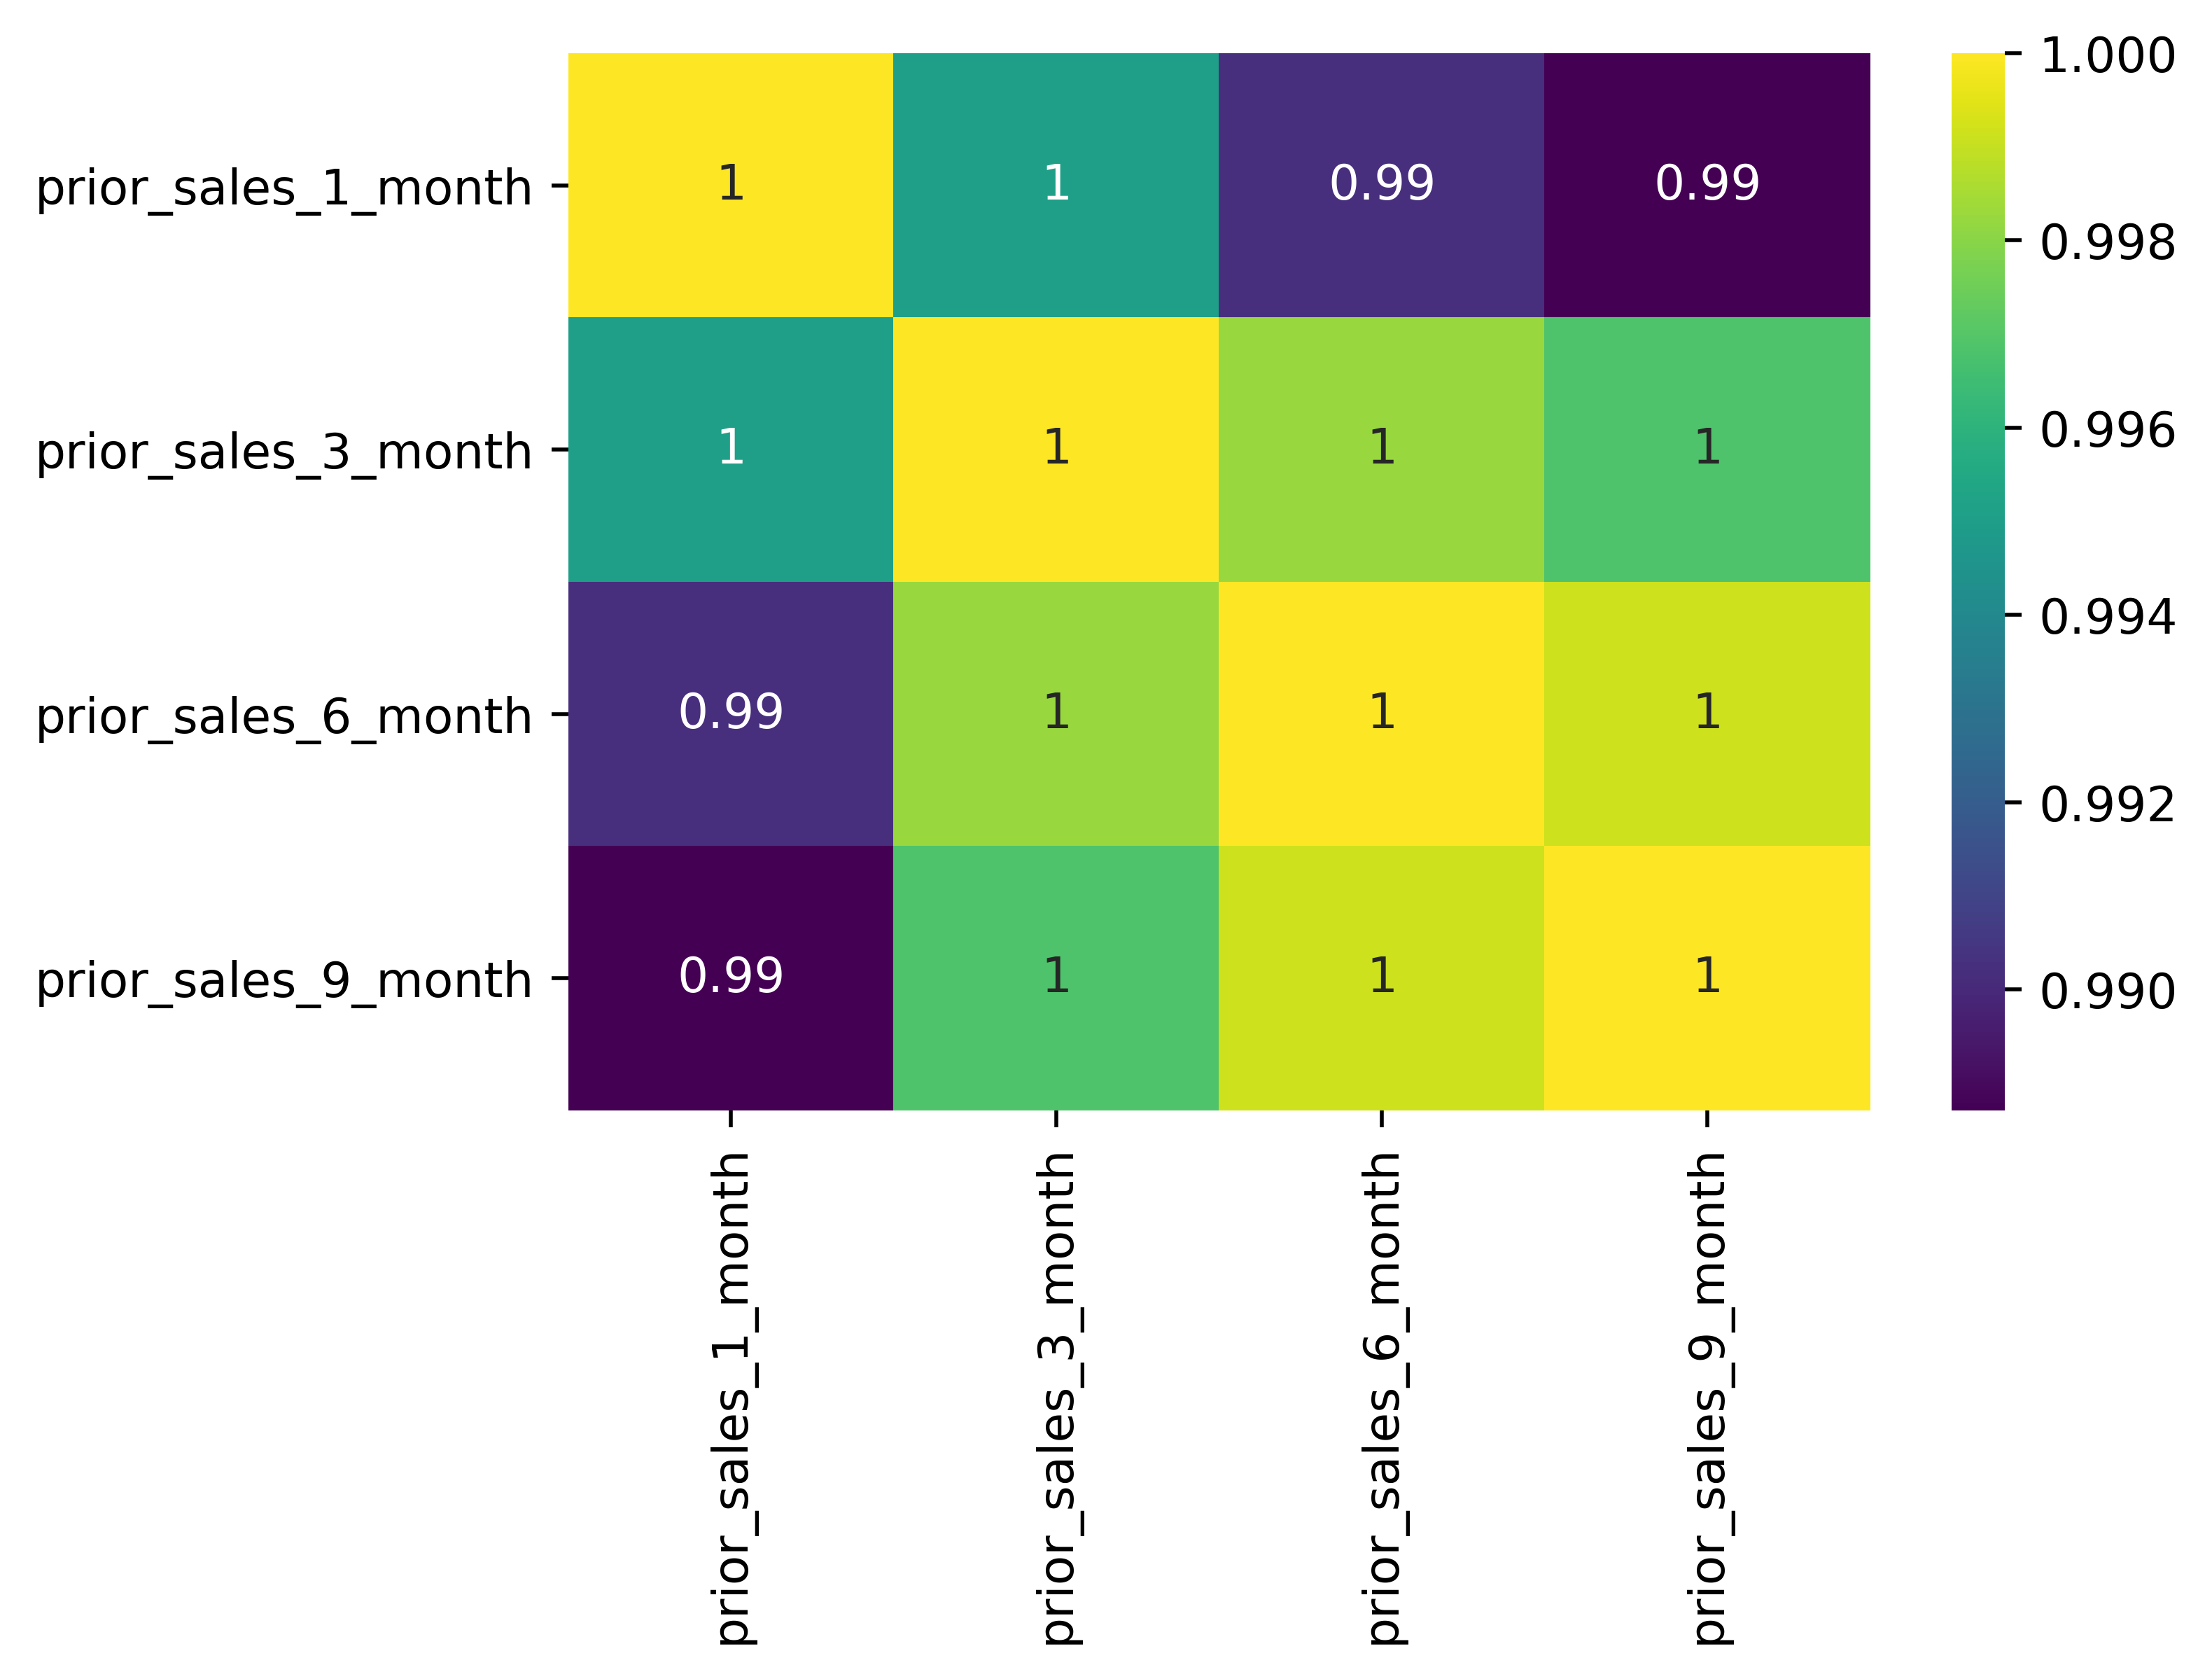 prior_sales_1_month 1 1 0.99 0.99
prior_sales_3_month 1 1 1 1
prior_sales_6_month 0.99 1 1 1
prior_sales_9_month 0.99 1 1 1
prior_sales_1_month
prior_sales_3_month
prior_sales_6_month
prior_sales_9_month
1.000
0.998
0.996
0.994
0.992
0.990